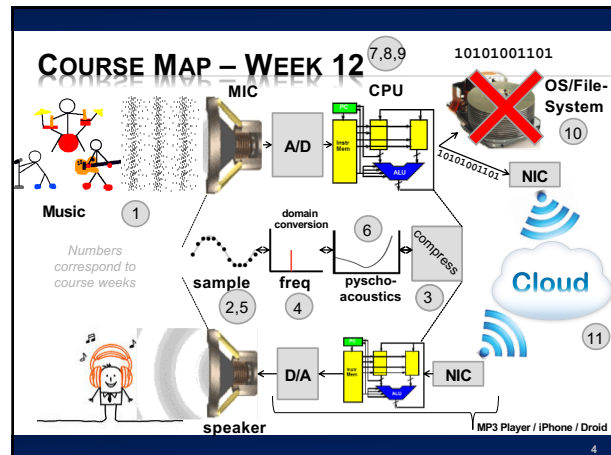 COURSE MAP – WEEK 12
7,8,9
10101001101
MIC
CPU
OS/File-
System
10
PC
Instr
Mem
ALU
A/D
10101001101
NIC
Music
1
domain
conversion
6
compress
Numbers
correspond to
course weeks
sample
freq
pyscho-
acoustics
2,5
4
3
Cloud
11
PC
Instr
Mem
ALU
D/A
NIC
speaker
MP3 Player / iPhone / Droid
4